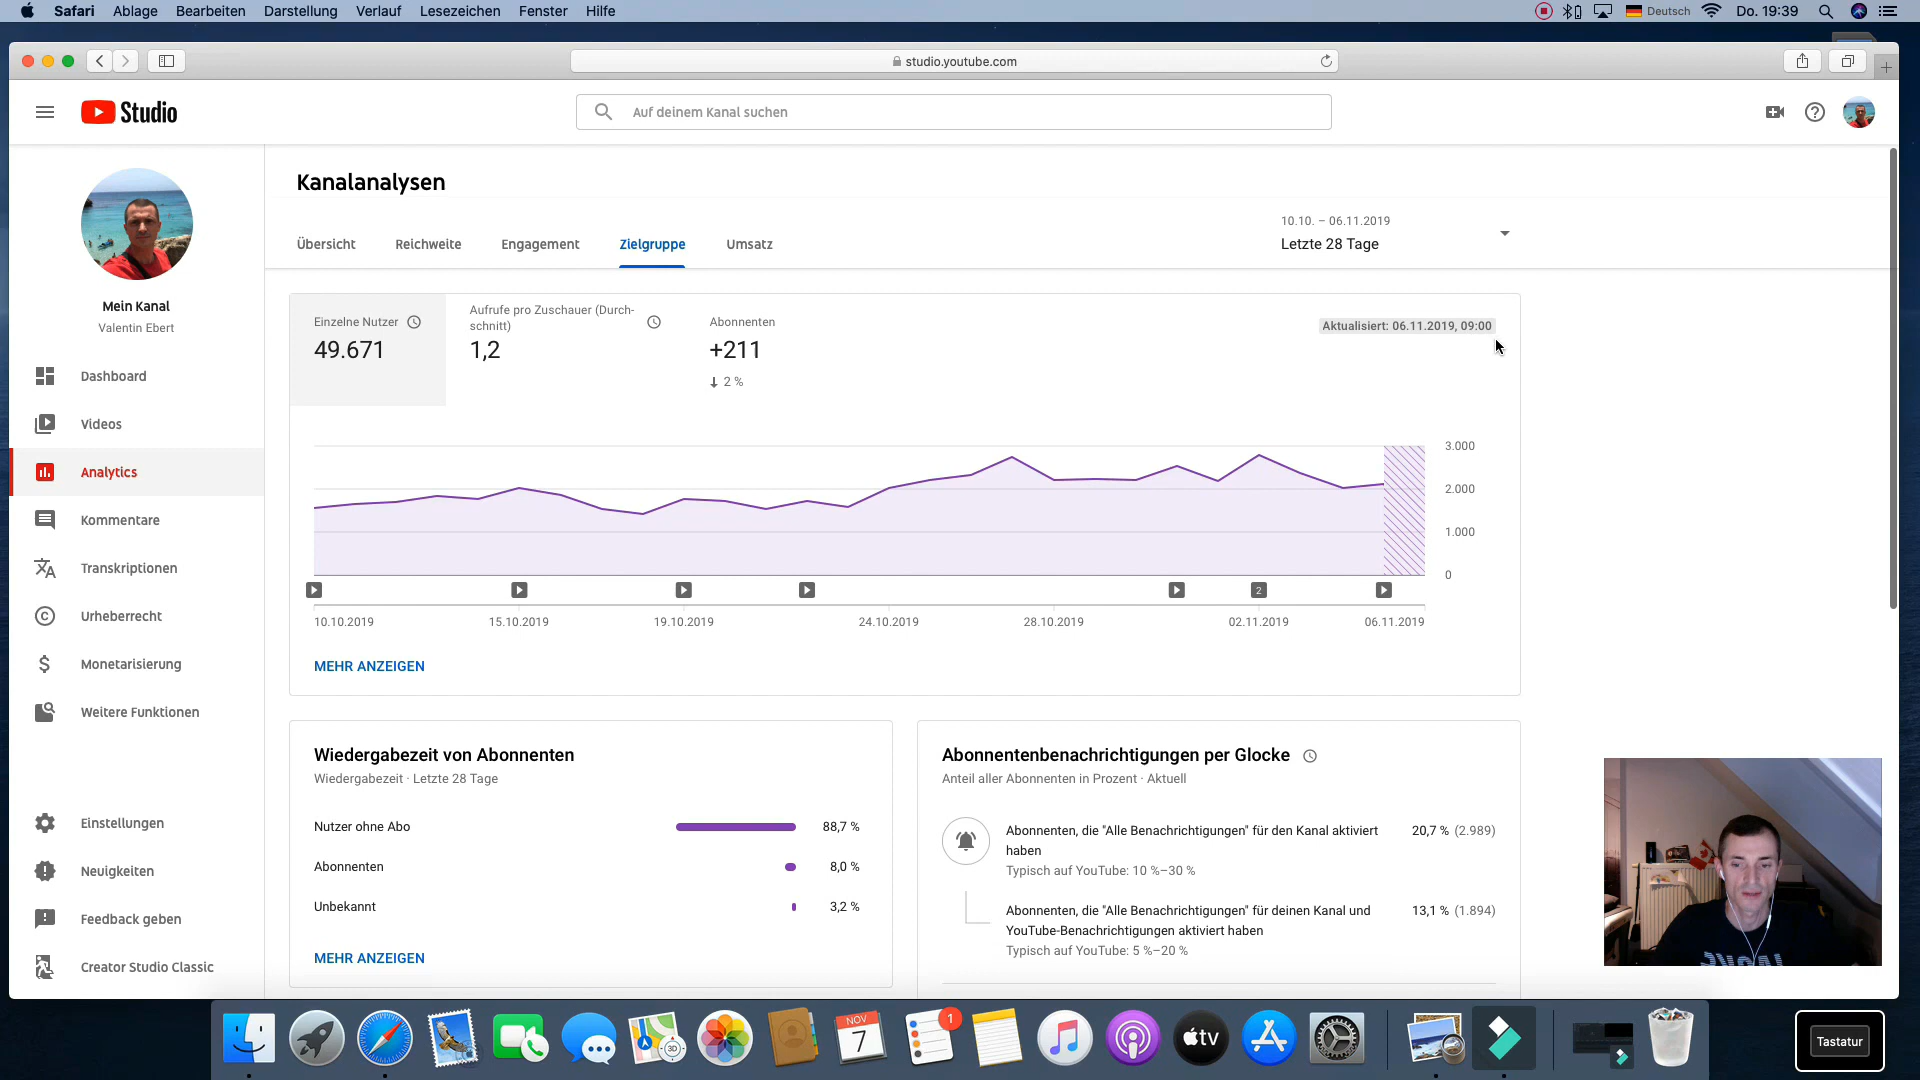 Safari Ablage Bearbeiten Darstellung Verlauf Lesezeichen Fenster Hilfe Deutsch Do. 19:39
studio.youtube.com
Studio
Auf deinem Kanal suchen
Mein Kanal
Valentin Ebert
Dashboard
Videos
Analytics
Kommentare
Transkriptionen
Urheberrecht
Monetarisierung
Weitere Funktionen
Einstellungen
Neuigkeiten
Feedback geben
Creator Studio Classic
Kanalanalysen
Übersicht Reichweite Engagement Zielgruppe Umsatz
10.10. – 06.11.2019
Letzte 28 Tage
Einzelne Nutzer
49.671
Aufrufe pro Zuschauer (Durch-
schnitt)
1,2
Abonnenten
+211
2 %
Aktualisiert: 06.11.2019, 09:00
3.000
2.000
1.000
0
2
10.10.2019 15.10.2019 19.10.2019 24.10.2019 28.10.2019 02.11.2019 06.11.2019
MEHR ANZEIGEN
Wiedergabezeit von Abonnenten
Wiedergabezeit · Letzte 28 Tage
Nutzer ohne Abo 88,7 %
Abonnenten 8,0 %
Unbekannt 3,2 %
MEHR ANZEIGEN
Abonnentenbenachrichtigungen per Glocke
Anteil aller Abonnenten in Prozent · Aktuell
Abonnenten, die "Alle Benachrichtigungen" für den Kanal aktiviert 20,7 % (2.989)
haben
Typisch auf YouTube: 10 %–30 %
Abonnenten, die "Alle Benachrichtigungen" für deinen Kanal und 13,1 % (1.894)
YouTube-Benachrichtigungen aktiviert haben
Typisch auf YouTube: 5 %–20 %
3D
NOV
7
1
tv
Tastatur